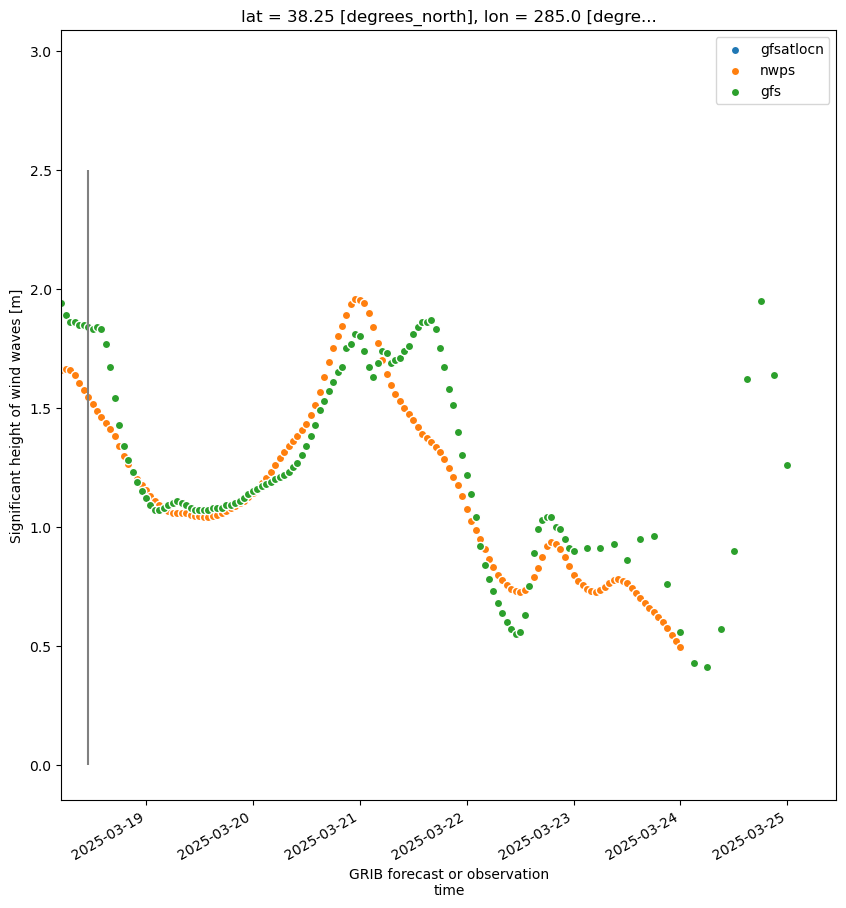 lat = 38.25 [degrees_north], lon = 285.0 [degre...
gfsatlocn
nwps
gfs
Significant height of wind waves [m]
3.0
2.5
2.0
1.5
1.0
0.5
0.0
2025-03-19
2025-03-20
2025-03-21
2025-03-22
2025-03-23
2025-03-24
2025-03-25
GRIB forecast or observation
time